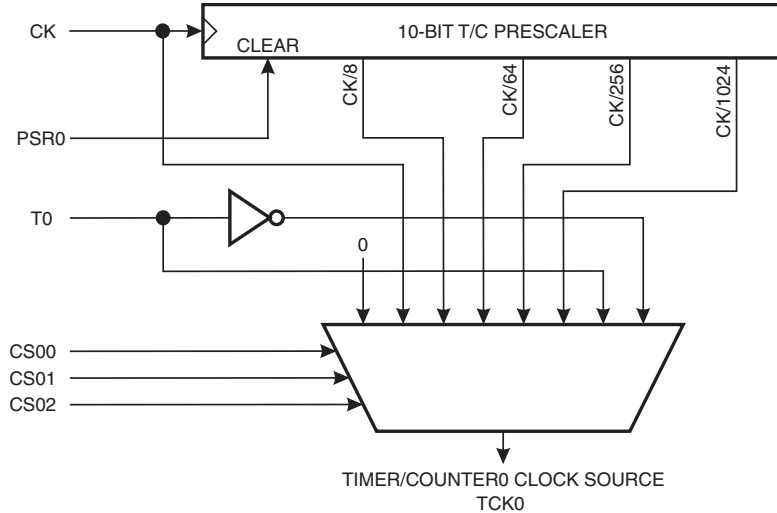 CK
10-BIT T/C PRESCALER
CLEAR
CK/8
CK/64
CK/256
CK/1024
PSR0
T0
0
CS00
CS01
CS02
TIMER/COUNTER0 CLOCK SOURCE
TCK0